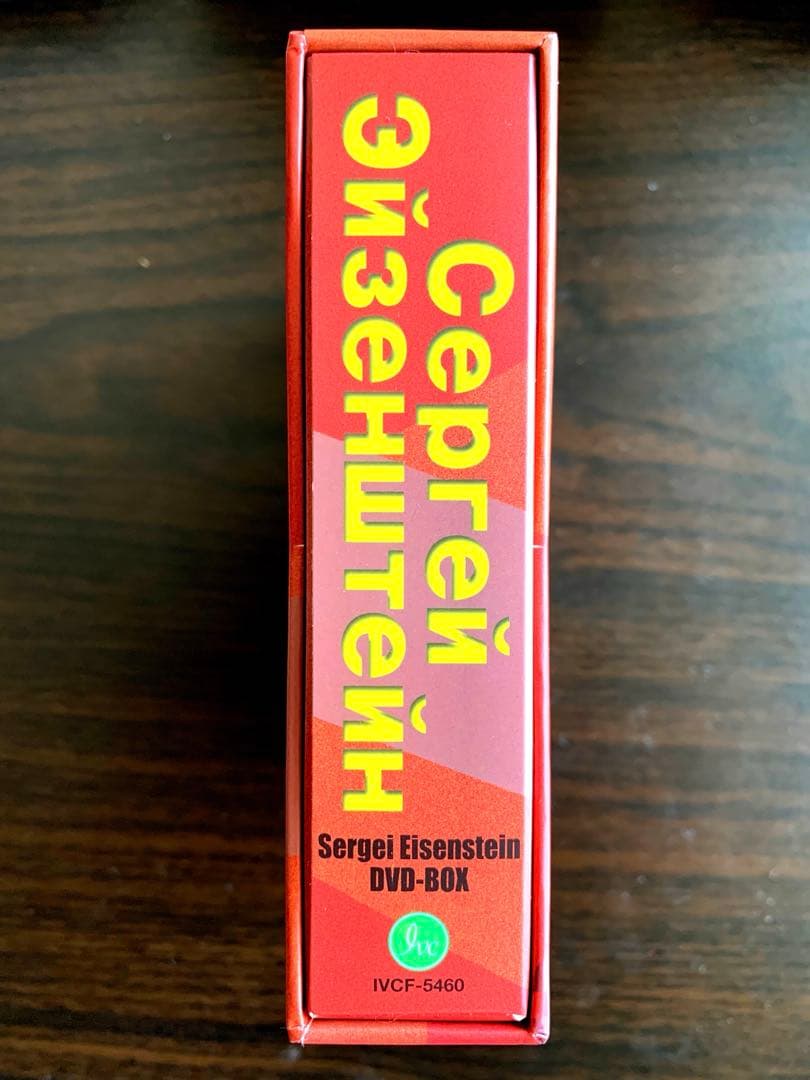 Сергей
Эйзенштейн
Sergei Eisenstein
DVD-BOX
Ivc
IVCF-5460